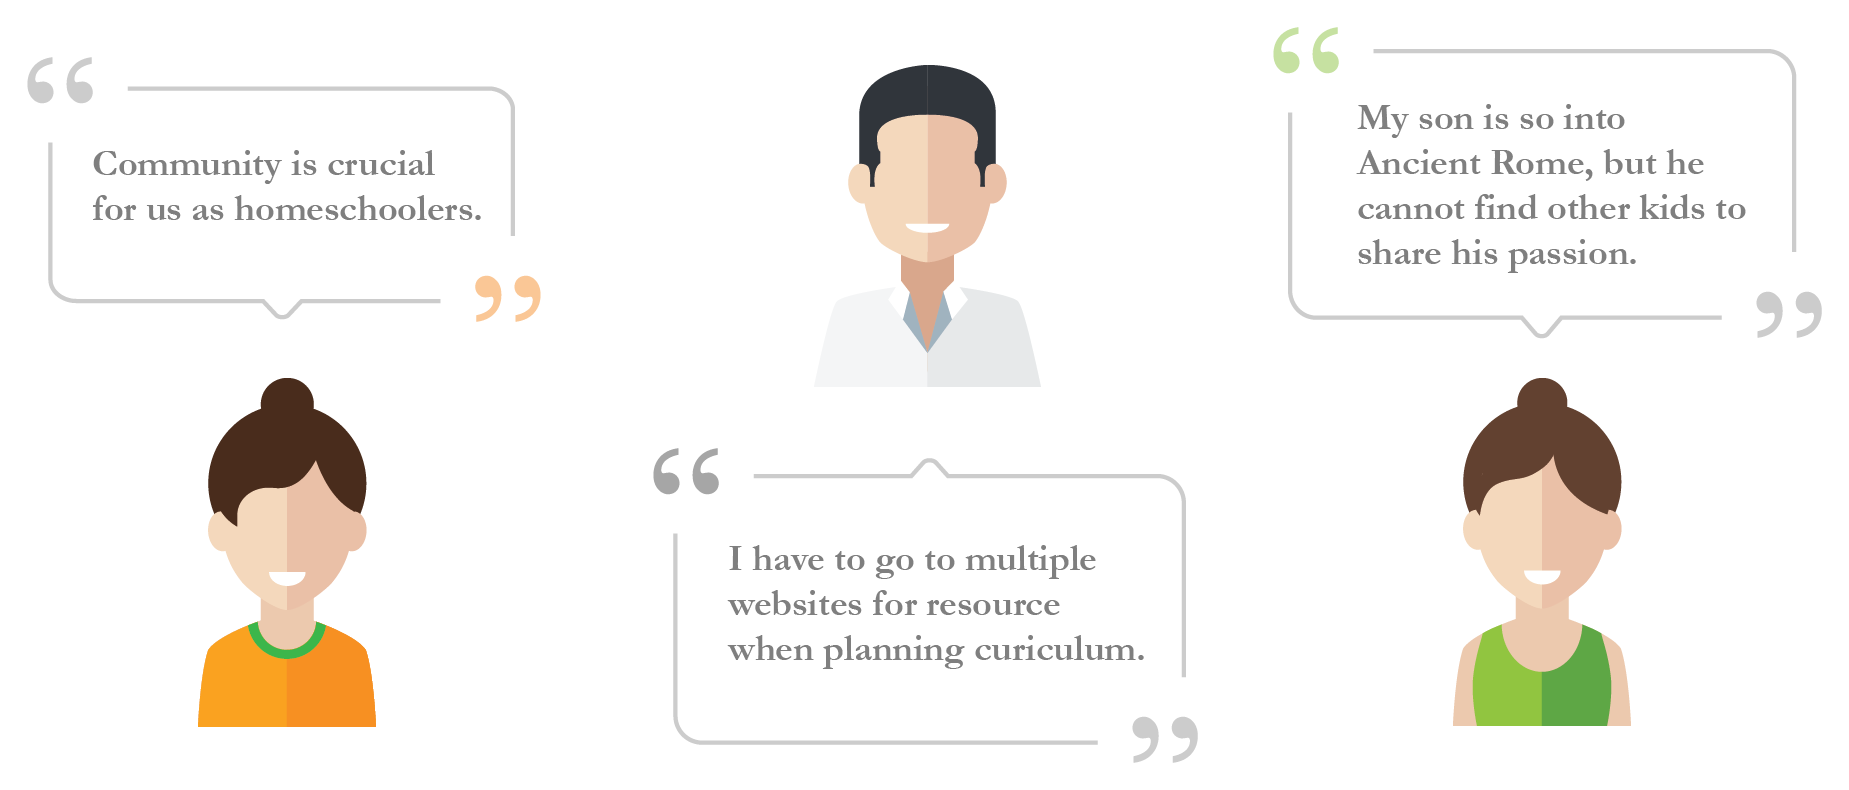 Community is crucial
for us as homeschoolers.
I have to go to multiple
websites for resource
when planning curiculum.
My son is so into
Ancient Rome, but he
cannot find other kids to
share his passion.